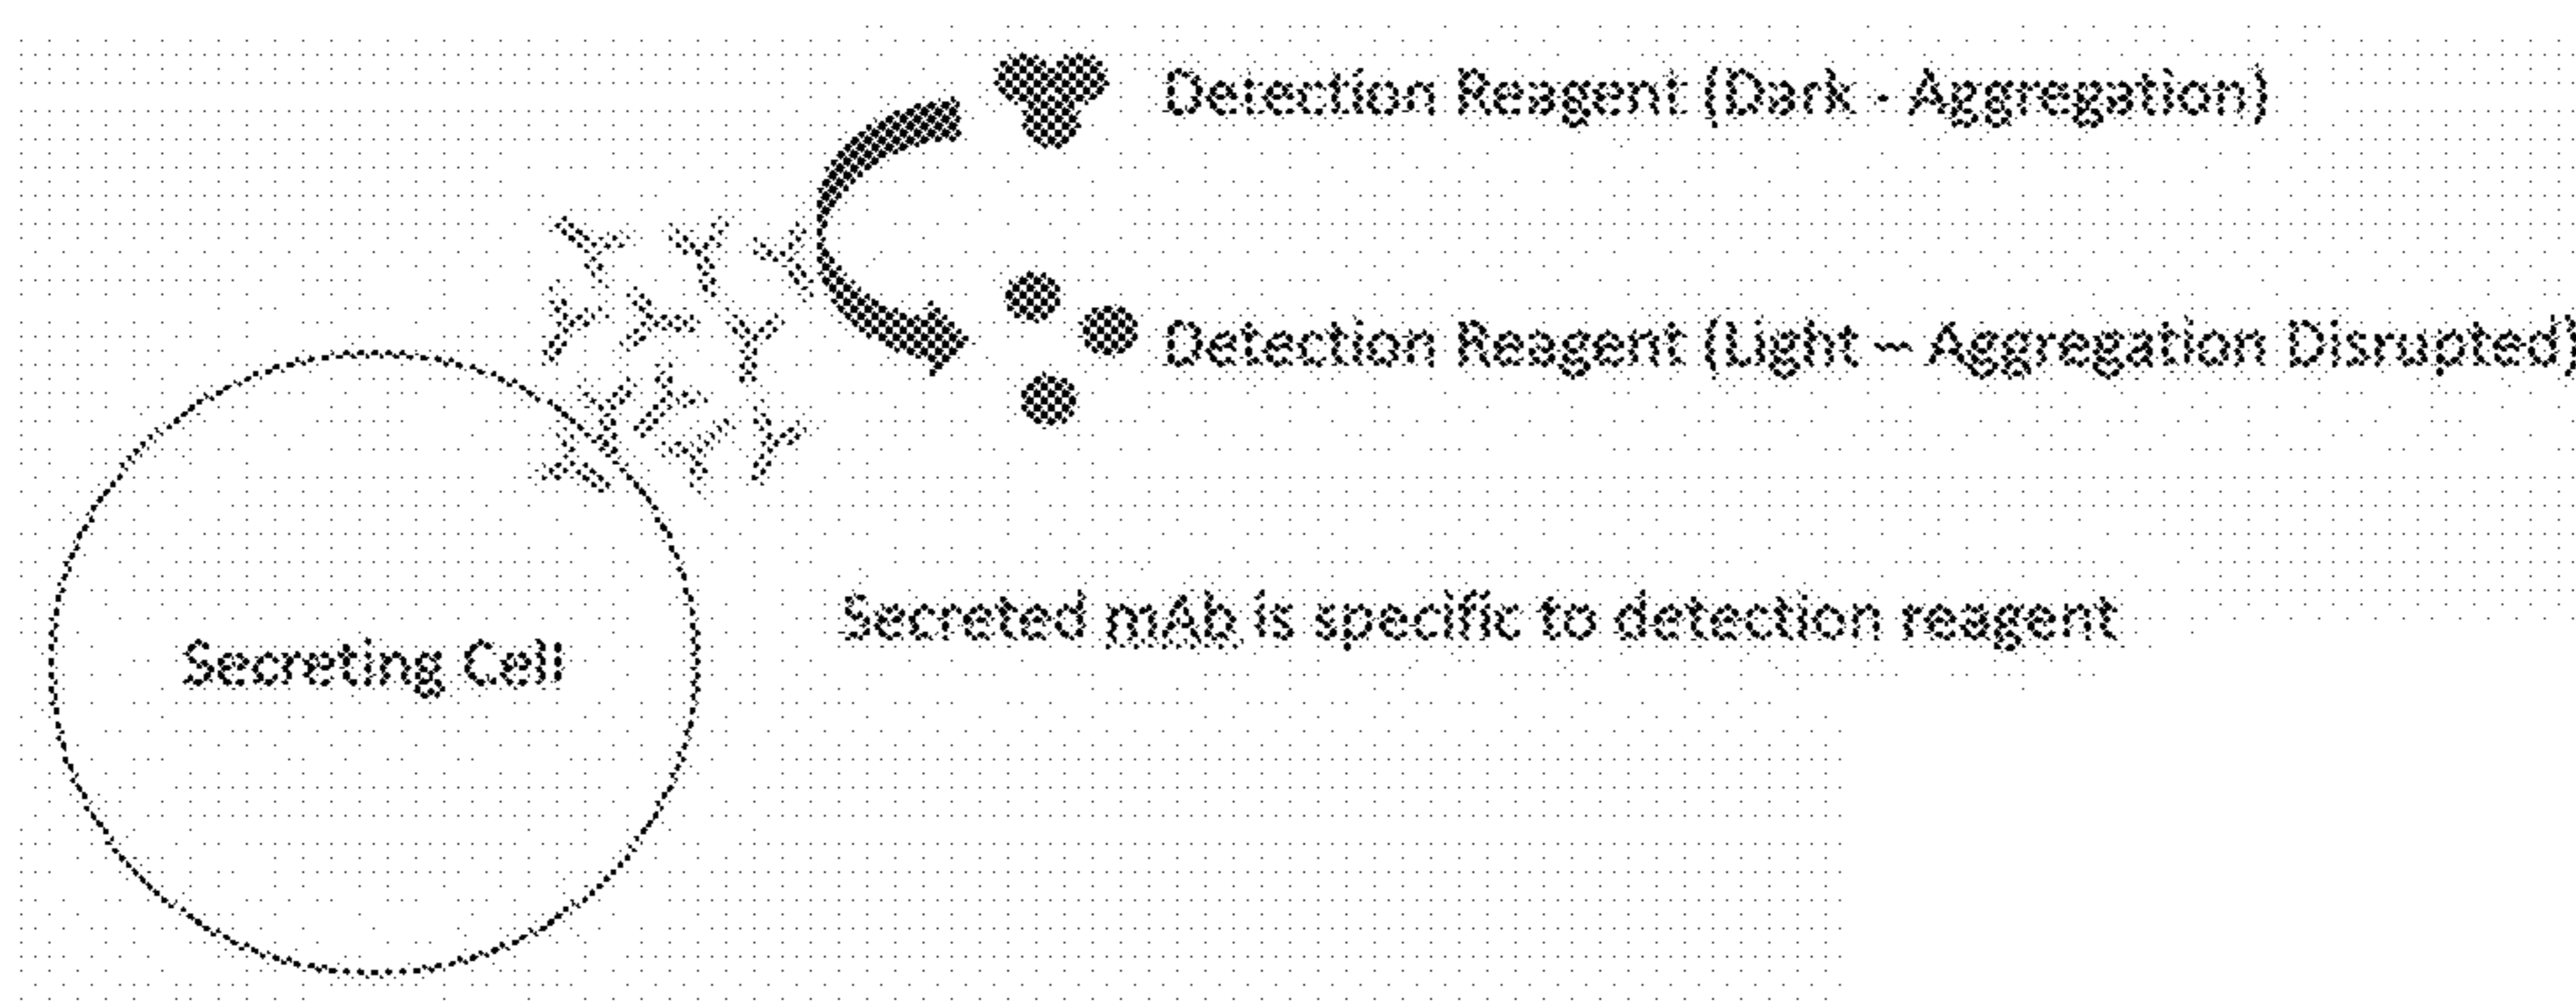 Detection Reagent (Dark - Aggregation)
Detection Reagent (Light – Aggregation Disrupted)
Secreted mAb is specific to detection reagent
Secreting Cell